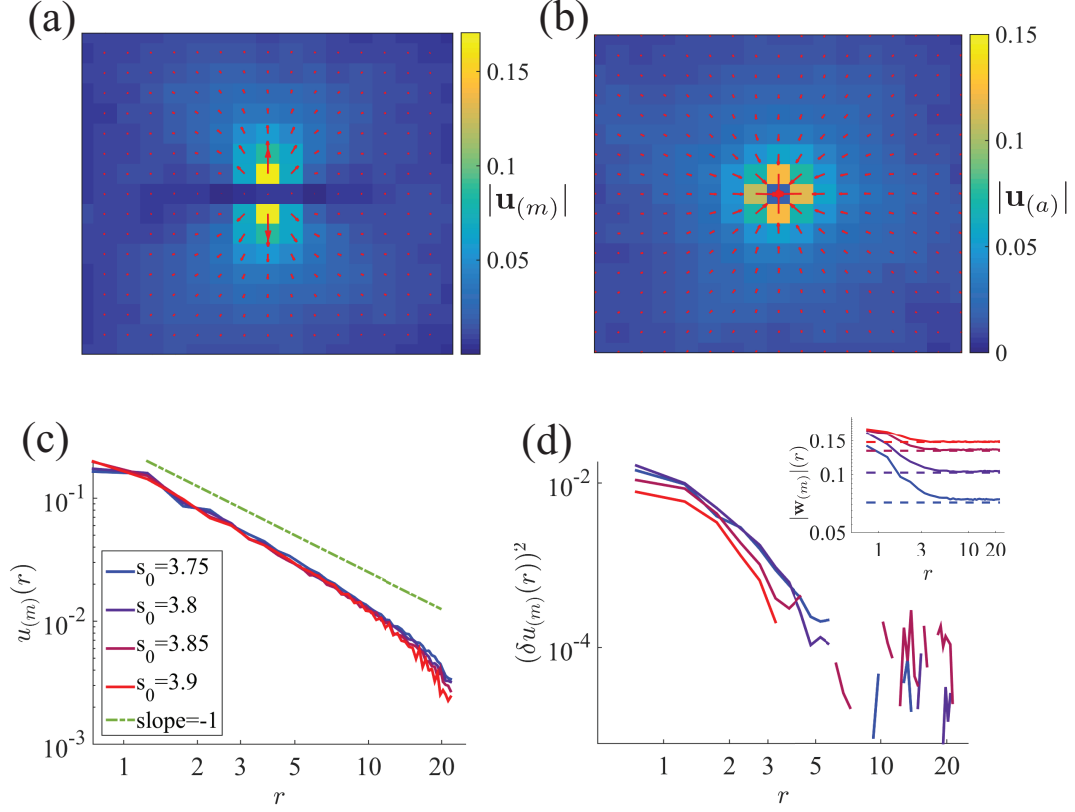 (a)
0.15
0.1
0.05
|u(m)|
(b)
0.15
0.1
0.05
0
|u(a)|
(c)
10⁻¹
10⁻²
10⁻³
u(m)(r)
s₀=3.75
s₀=3.8
s₀=3.85
s₀=3.9
slope=-1
1 2 3 5 10 20
r
(d)
10⁻²
10⁻⁴
(δu(m)(r))²
1 2 3 5 10 20
r
0.15
0.1
0.05
|w(m)|(r)
1 3 10 20
r